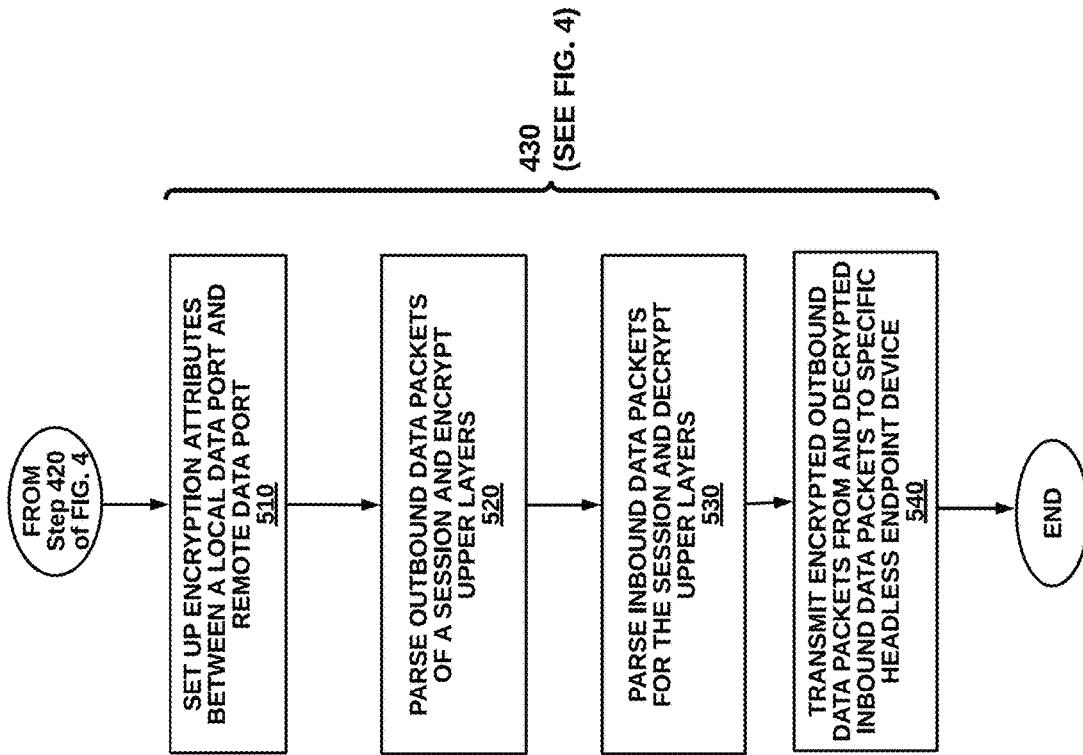 FROM
Step 420
of FIG. 4
SET UP ENCRYPTION ATTRIBUTES
BETWEEN A LOCAL DATA PORT AND
REMOTE DATA PORT
510
PARSE OUTBOUND DATA PACKETS
OF A SESSION AND ENCRYPT
UPPER LAYERS
520
PARSE INBOUND DATA PACKETS
FOR THE SESSION AND DECRYPT
UPPER LAYERS
530
TRANSMIT ENCRYPTED OUTBOUND
DATA PACKETS FROM AND DECRYPTED
INBOUND DATA PACKETS TO SPECIFIC
HEADLESS ENDPOINT DEVICE
540
END
430
(SEE FIG. 4)